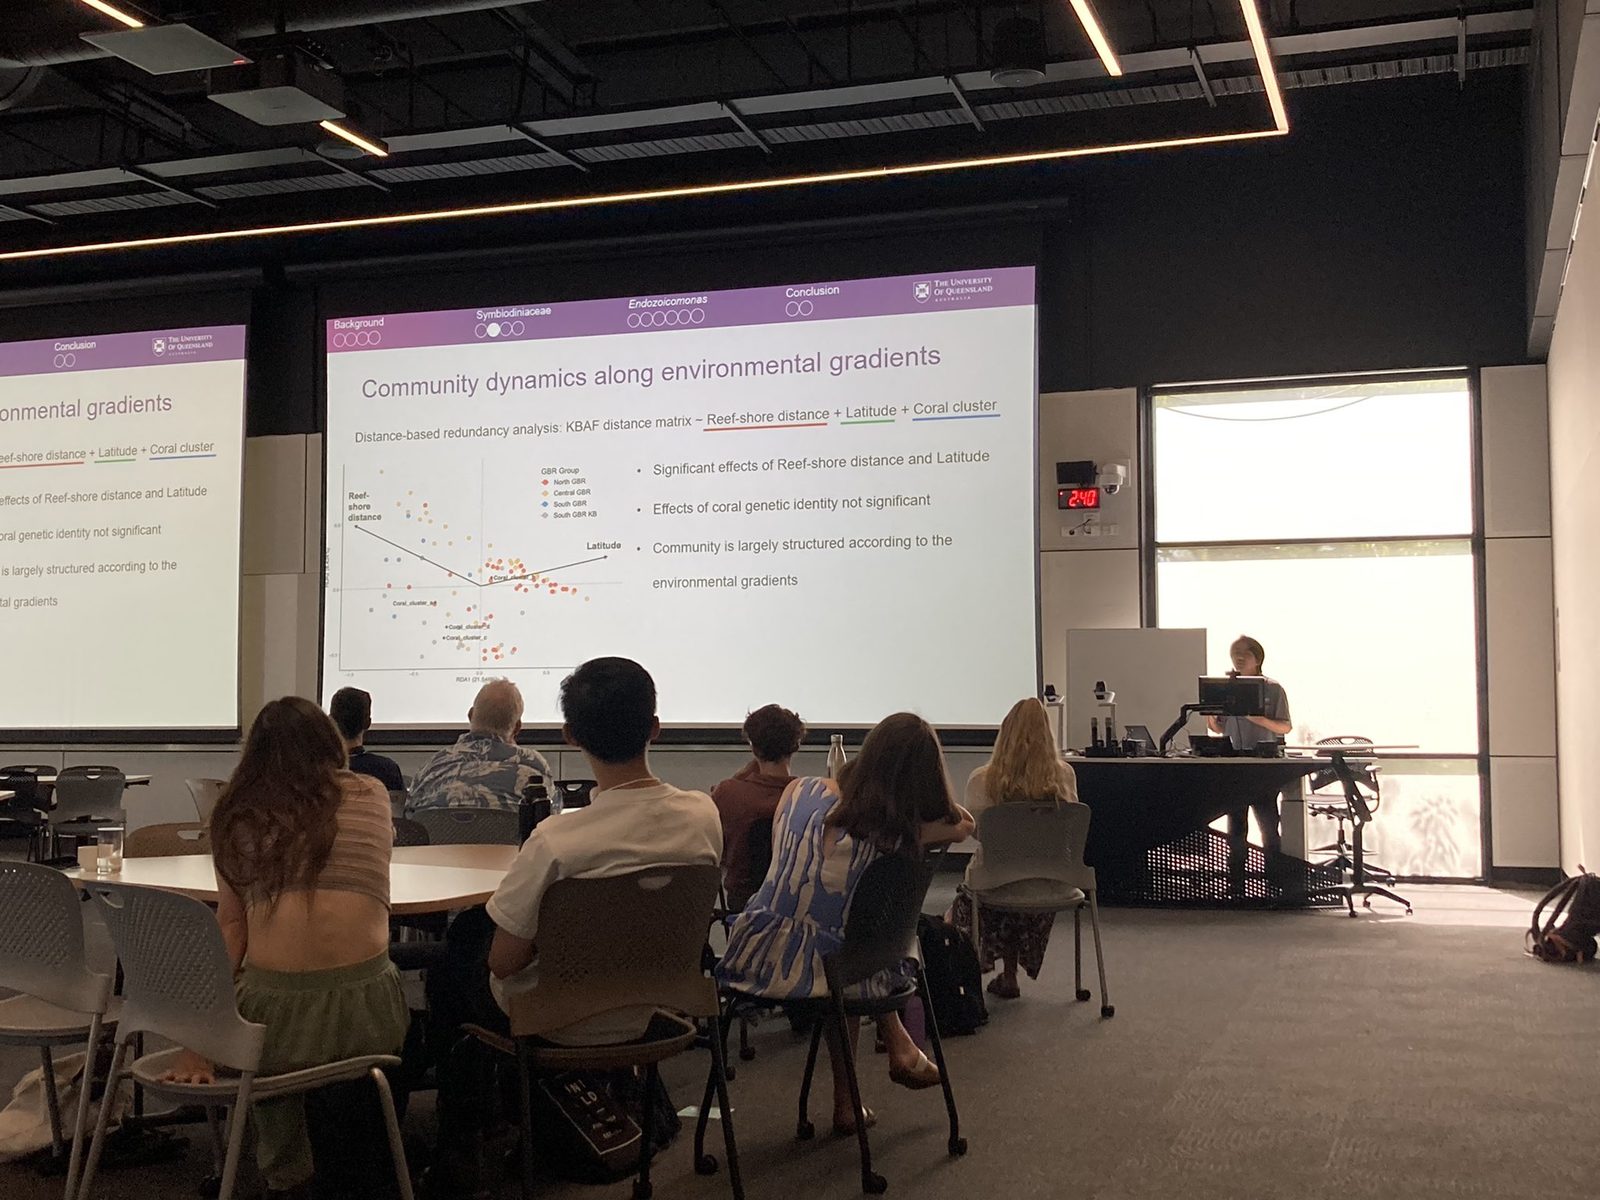 Conclusion
THE UNIVERSITY
OF QUEENSLAND
AUSTRALIA
onmental gradients
eef-shore distance + Latitude + Coral cluster
effects of Reef-shore distance and Latitude
oral genetic identity not significant
is largely structured according to the
tal gradients
Background
Symbiodiniaceae
Endozoicomonas
Conclusion
THE UNIVERSITY
OF QUEENSLAND
AUSTRALIA
Community dynamics along environmental gradients
Distance-based redundancy analysis: KBAF distance matrix ~ Reef-shore distance + Latitude + Coral cluster
GBR Group
North GBR
Central GBR
South GBR
South GBR KB
Reef-
shore
distance
Latitude
• Significant effects of Reef-shore distance and Latitude
• Effects of coral genetic identity not significant
• Community is largely structured according to the
environmental gradients
2:40